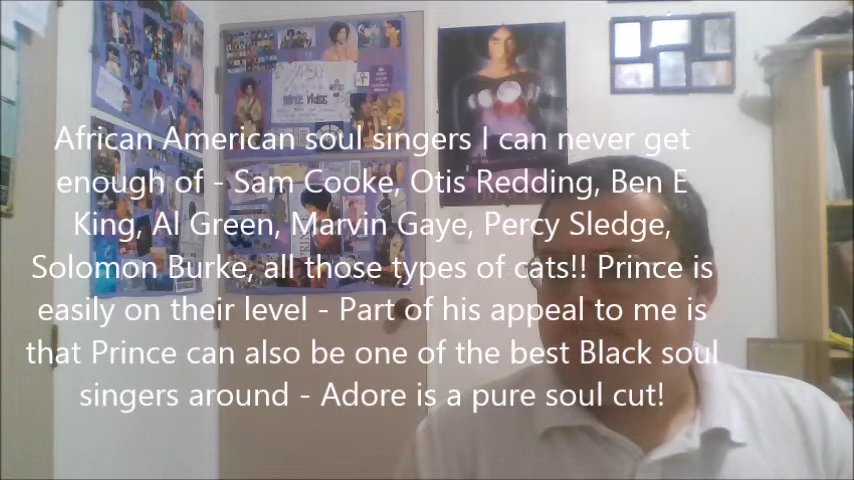 African American soul singers I can never get
enough of - Sam Cooke, Otis Redding, Ben E
King, Al Green, Marvin Gaye, Percy Sledge,
Solomon Burke, all those types of cats!! Prince is
easily on their level - Part of his appeal to me is
that Prince can also be one of the best Black soul
singers around - Adore is a pure soul cut!